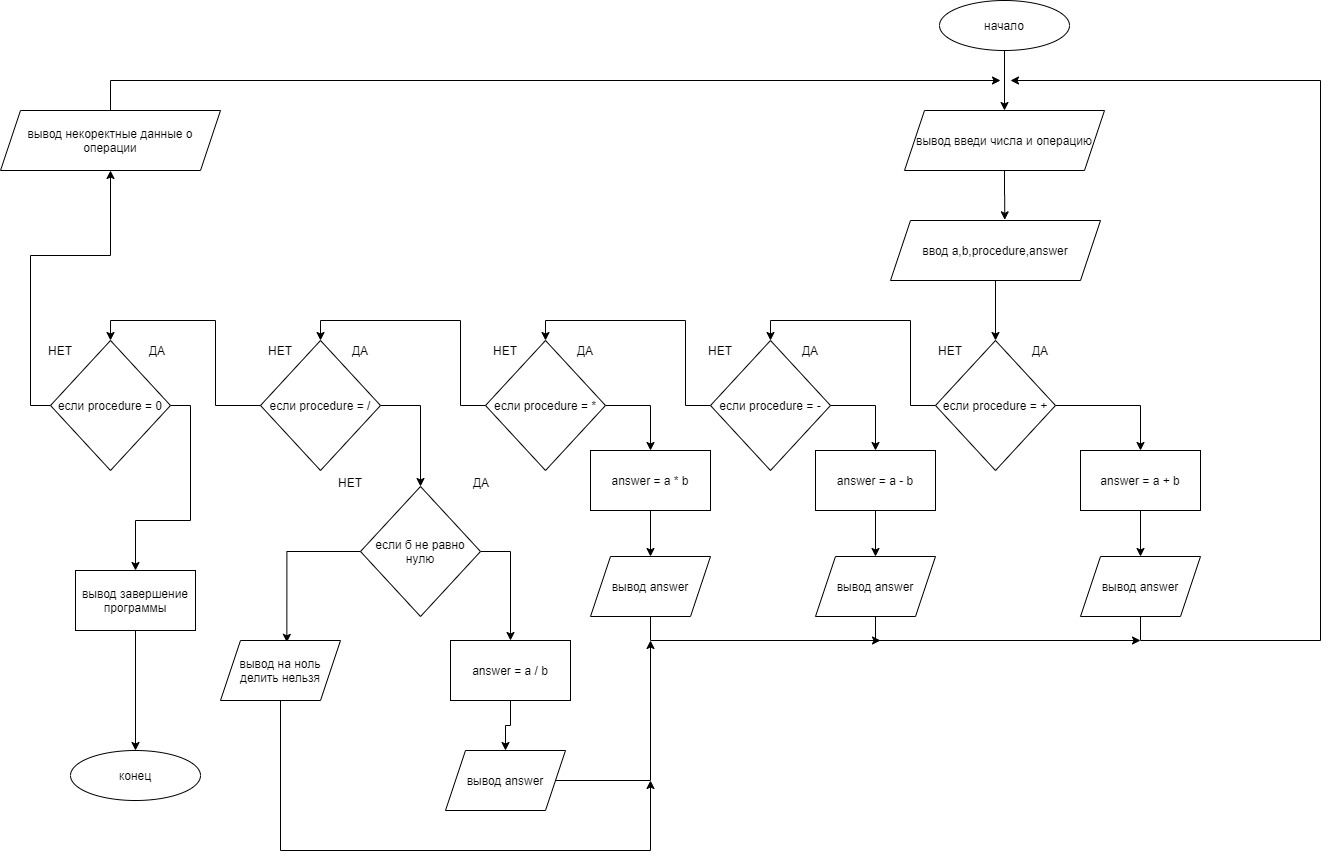 начало
вывод некоректные данные о
операции
вывод введи числа и операцию
ввод a,b,procedure,answer
НЕТ
ДА
НЕТ
ДА
НЕТ
ДА
НЕТ
ДА
НЕТ
ДА
если procedure = 0
если procedure = /
если procedure = *
если procedure = -
если procedure = +
НЕТ
ДА
answer = a * b
answer = a - b
answer = a + b
если б не равно
нулю
вывод завершение
программы
вывод answer
вывод answer
вывод answer
вывод на ноль
делить нельзя
answer = a / b
конец
вывод answer